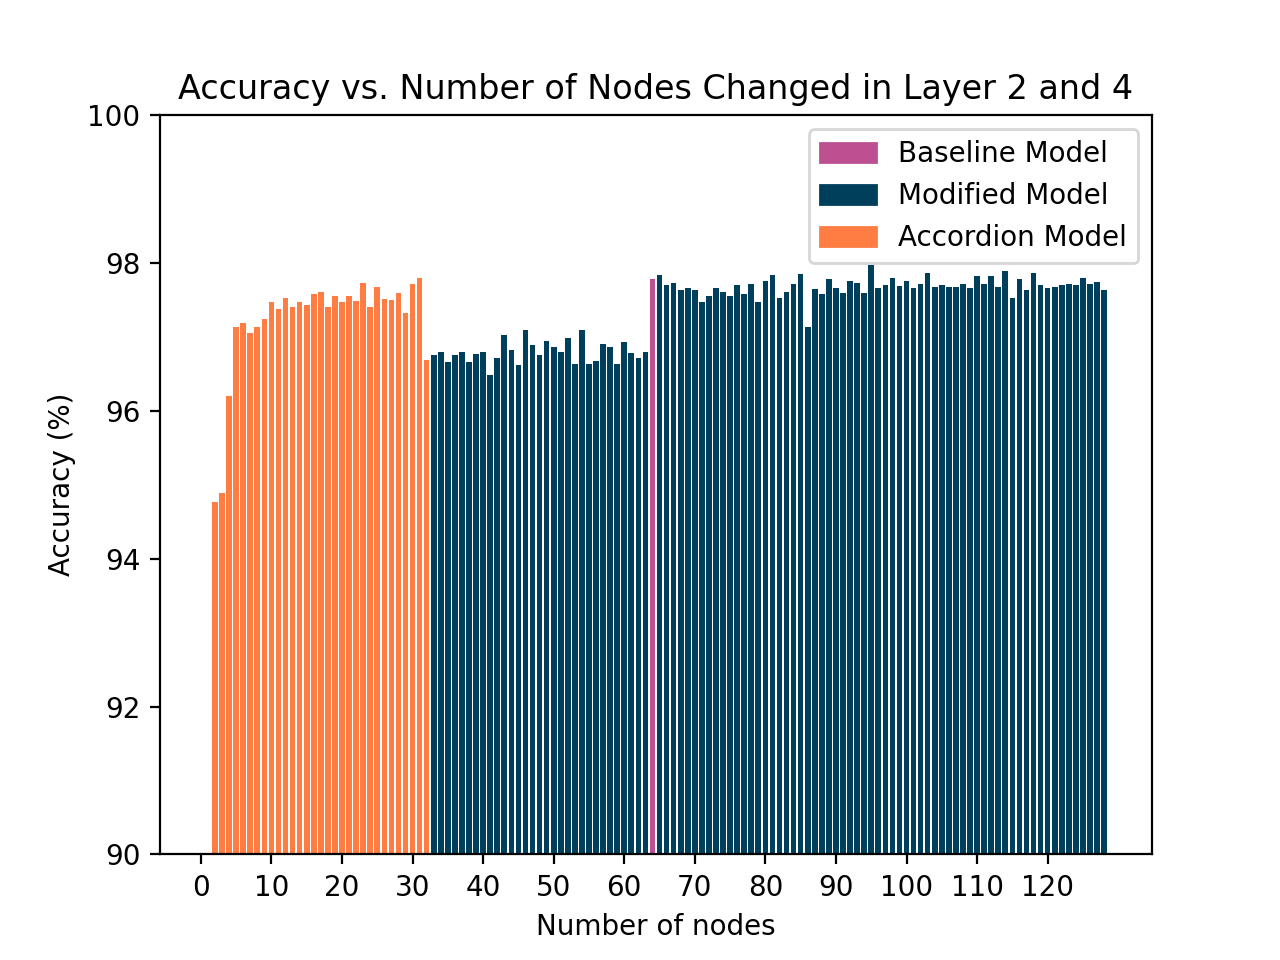 Accuracy vs. Number of Nodes Changed in Layer 2 and 4
100
98
96
94
92
90
Accuracy (%)
Baseline Model
Modified Model
Accordion Model
0 10 20 30 40 50 60 70 80 90 100 110 120
Number of nodes